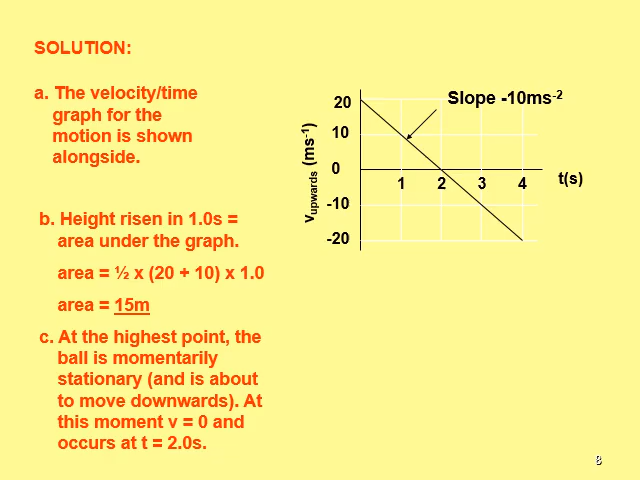 SOLUTION:
a. The velocity/time
graph for the
motion is shown
alongside.
b. Height risen in 1.0s =
area under the graph.
area = ½ x (20 + 10) x 1.0
area = 15m
c. At the highest point, the
ball is momentarily
stationary (and is about
to move downwards). At
this moment v = 0 and
occurs at t = 2.0s.
Slope -10ms⁻²
v upwards (ms⁻¹)
20
10
0
-10
-20
1 2 3 4
t(s)
8